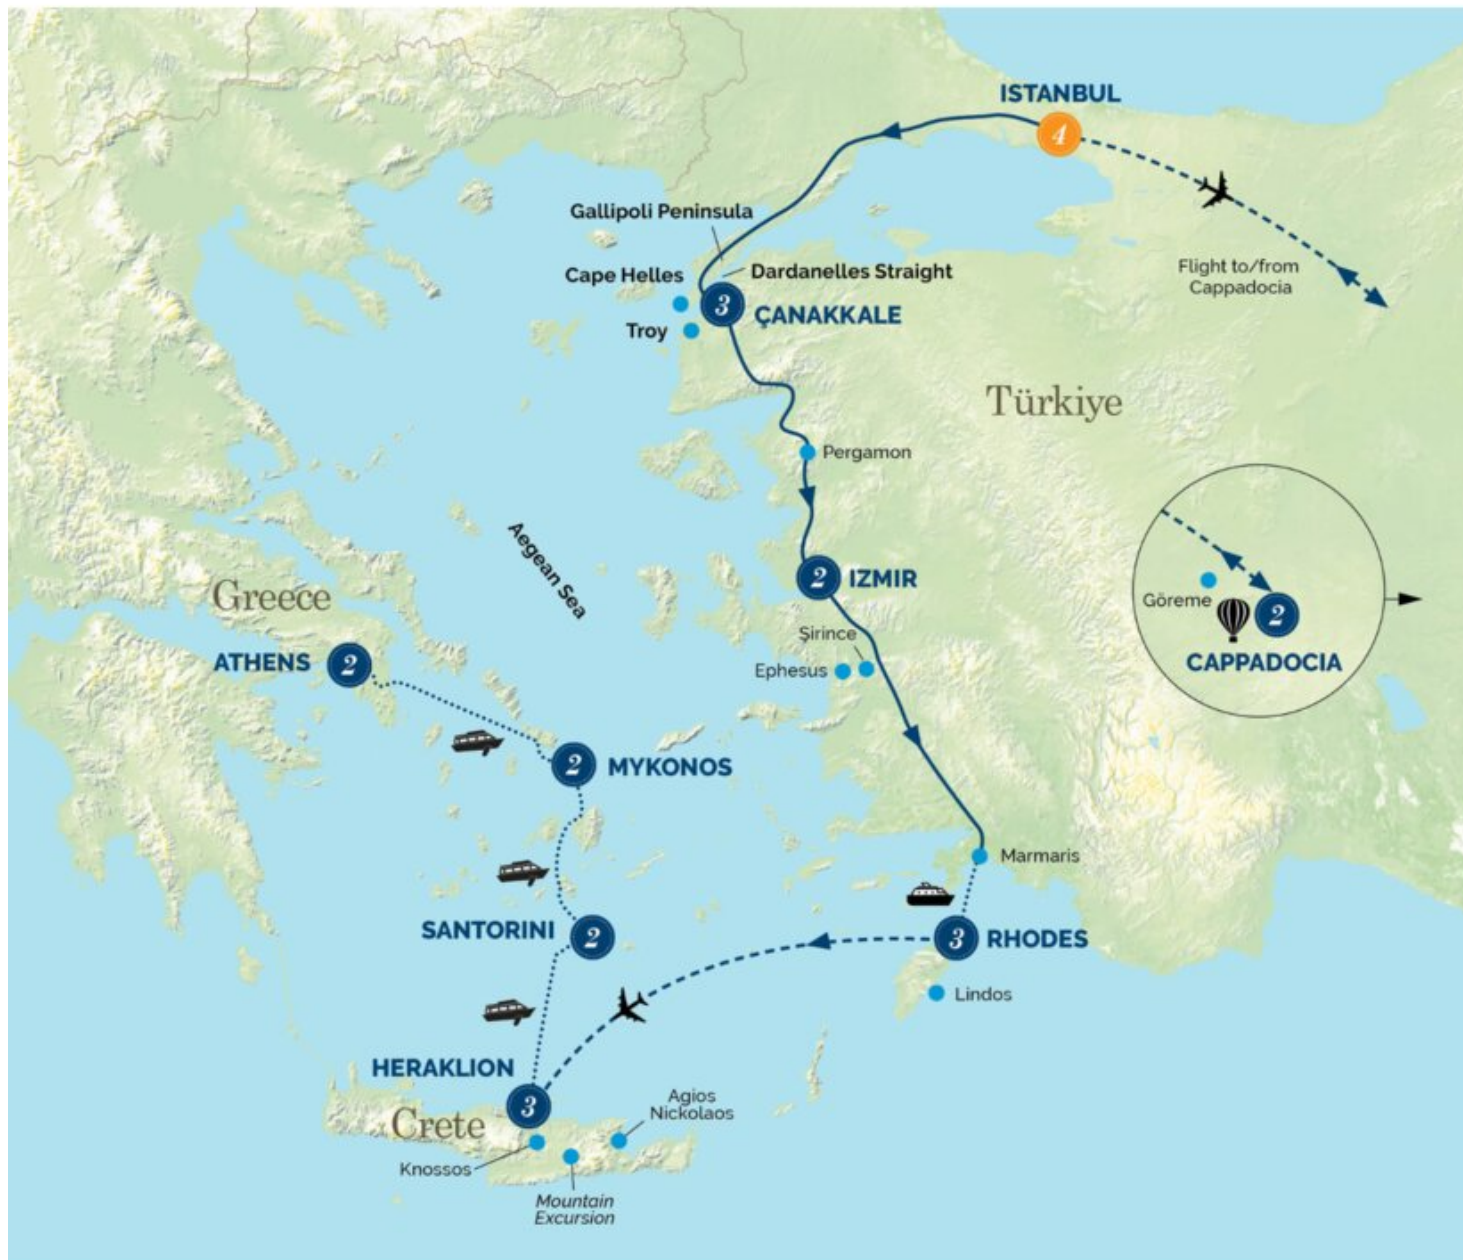 ISTANBUL
4
Gallipoli Peninsula
Flight to/from
Cappadocia
Cape Helles
Dardanelles Straight
3
ÇANAKKALE
Troy
Türkiye
Pergamon
Aegean Sea
2
IZMIR
Greece
Göreme
2
CAPPADOCIA
Şirince
Ephesus
ATHENS
2
2
MYKONOS
Marmaris
SANTORINI
2
3
RHODES
Lindos
HERAKLION
3
Crete
Agios
Nickolaos
Knossos
Mountain
Excursion